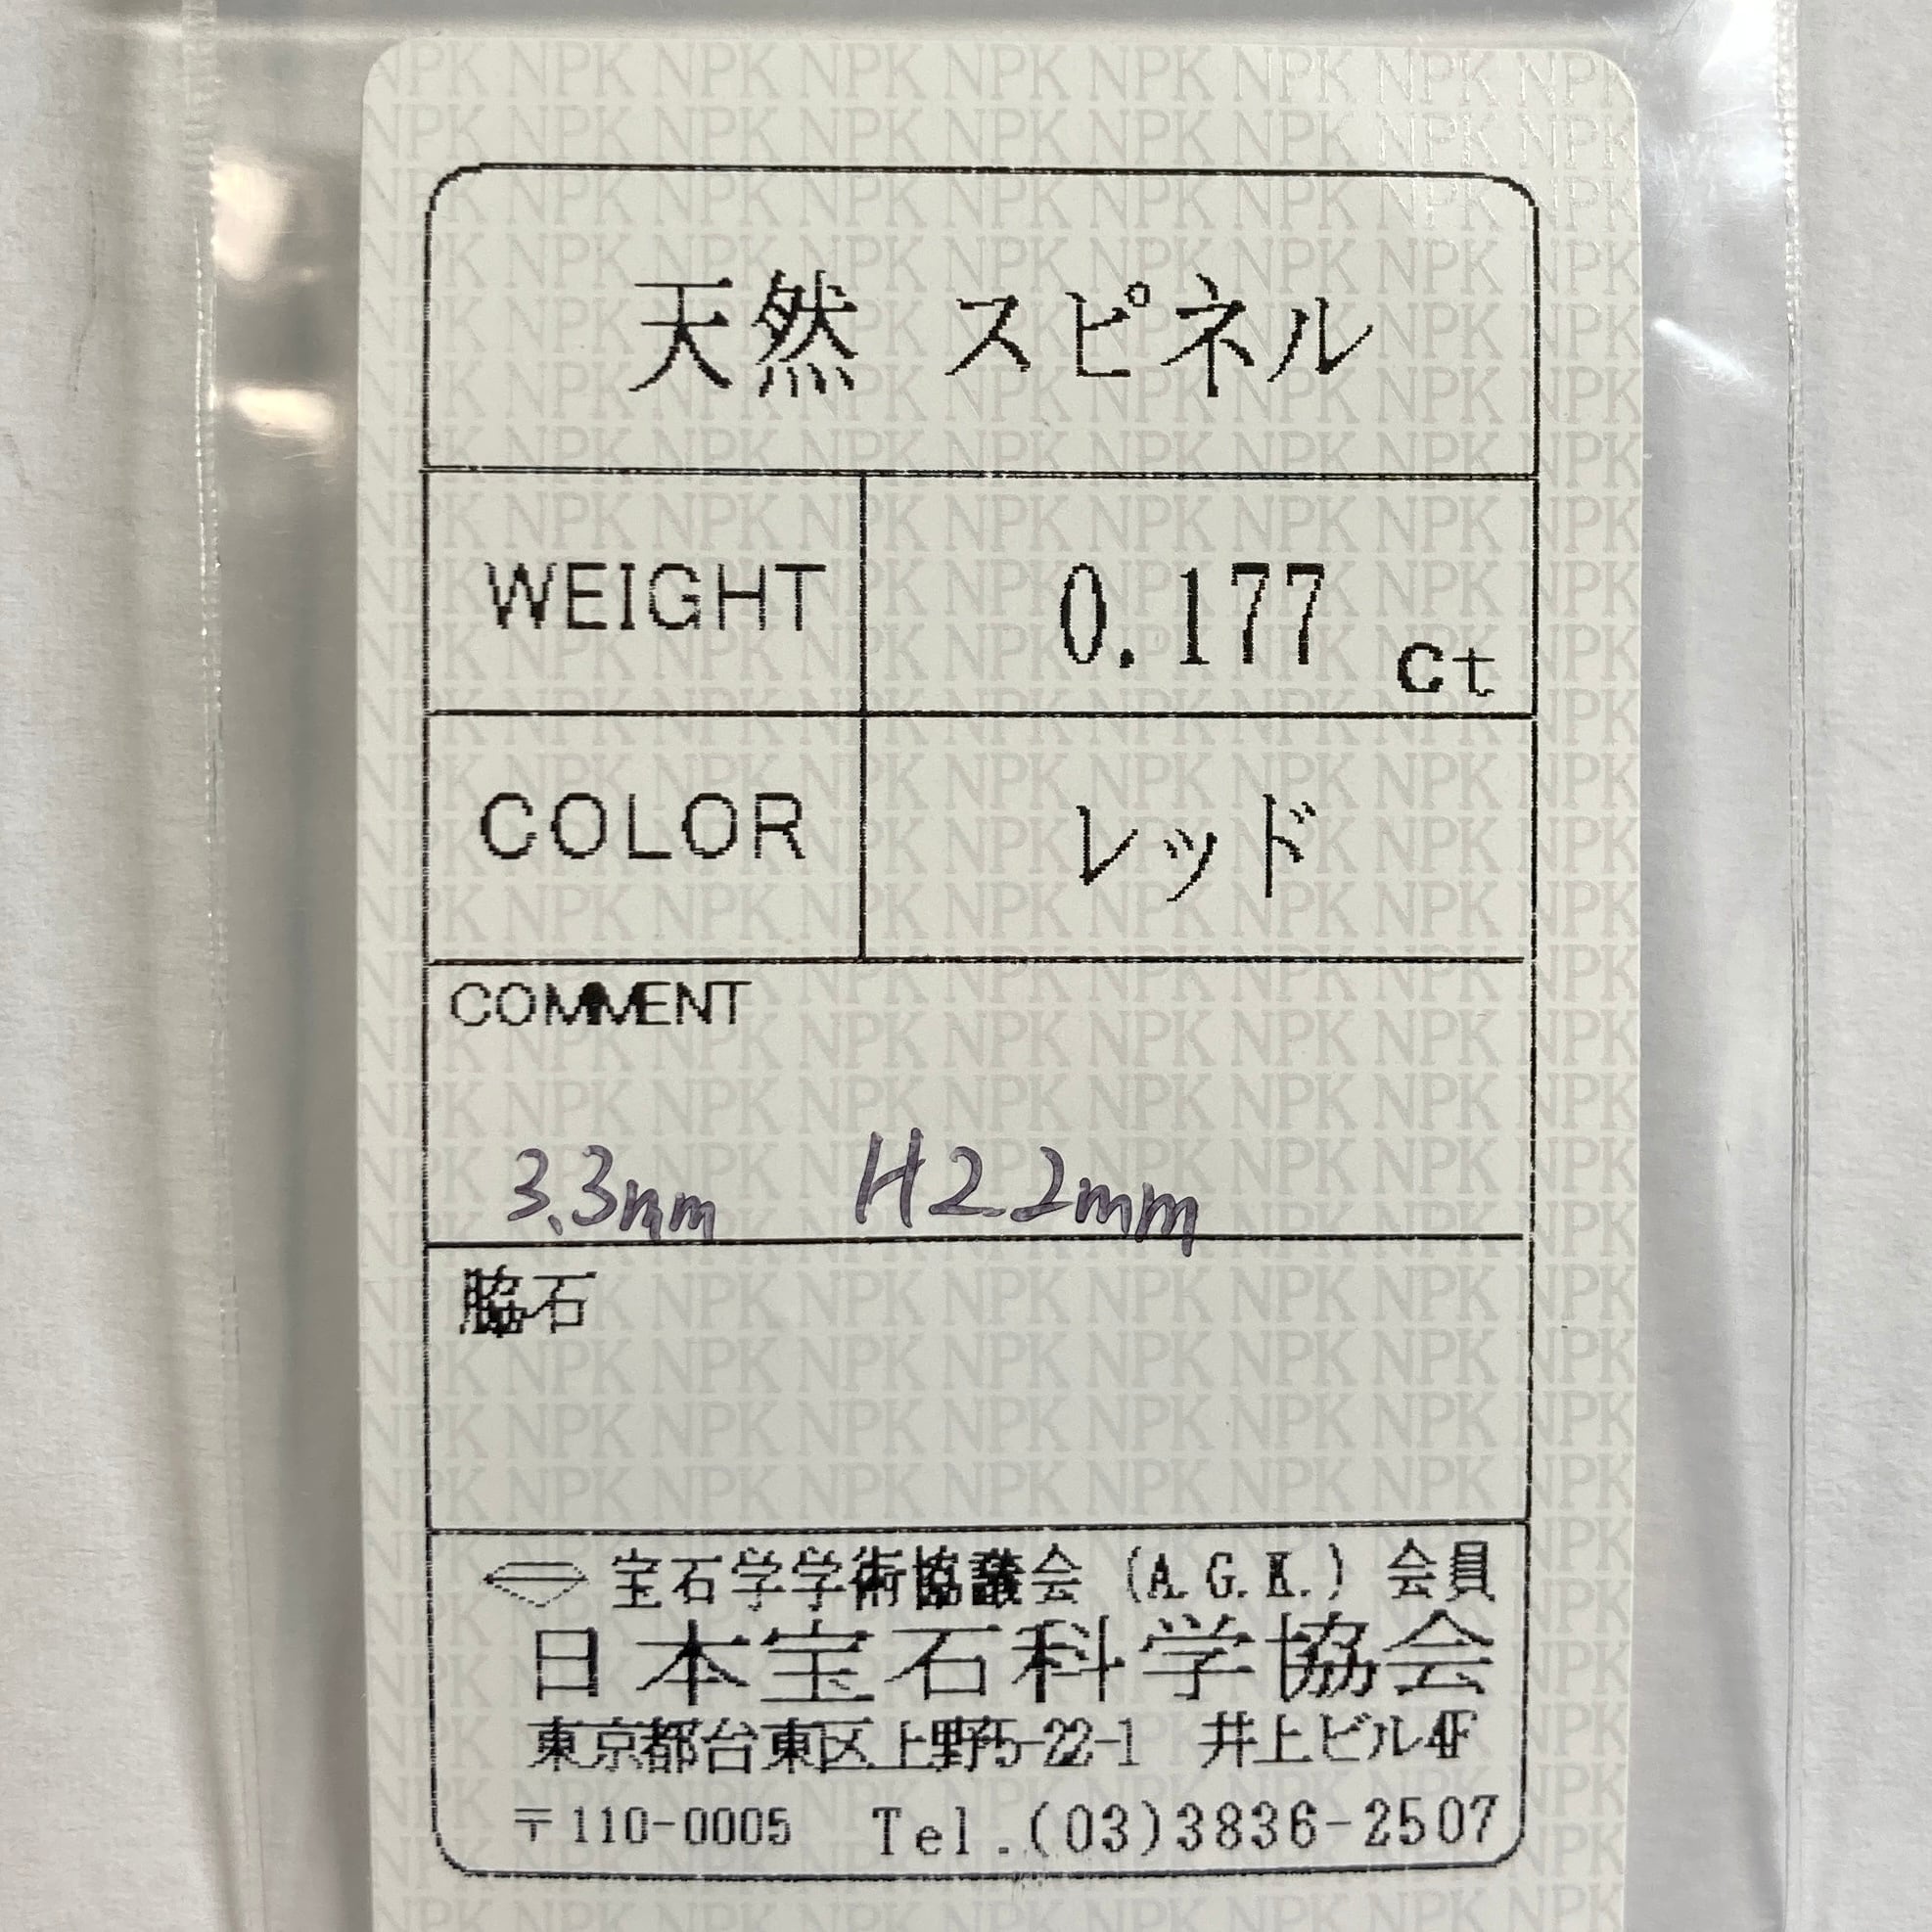 天然 スピネル
WEIGHT 0.177 ct
COLOR レッド
COMMENT
3.3mm H2.2mm
脇石
宝石学学術協議会 (A.G.K.) 会員
日本宝石科学協会
東京都台東区上野5-22-1 井上ビル4F
〒110-0005 Tel.(03)3836-2507